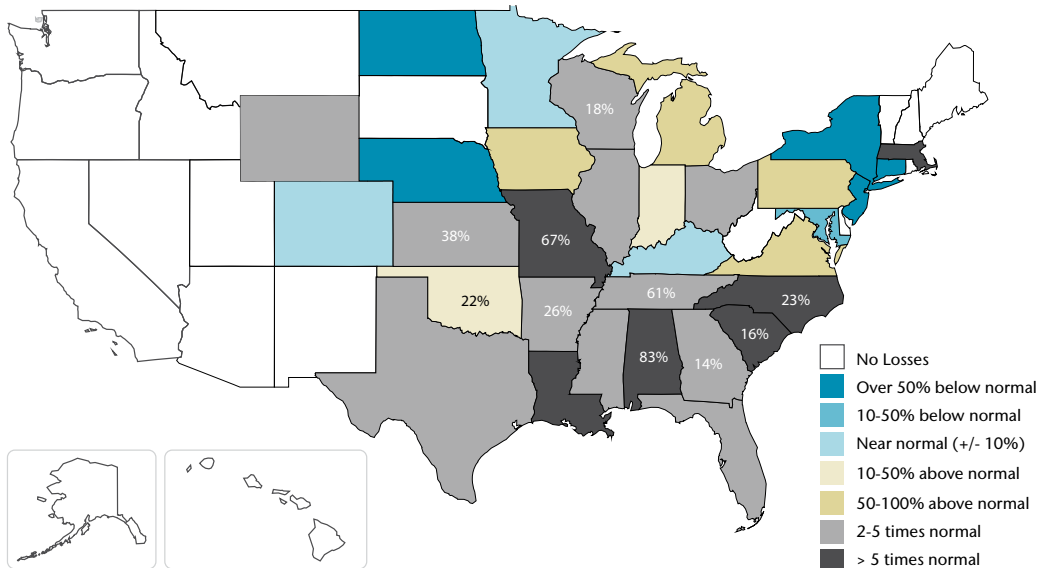 18%
38%
67%
22%
26%
61%
23%
16%
83%
14%
No Losses
Over 50% below normal
10-50% below normal
Near normal (+/- 10%)
10-50% above normal
50-100% above normal
2-5 times normal
> 5 times normal